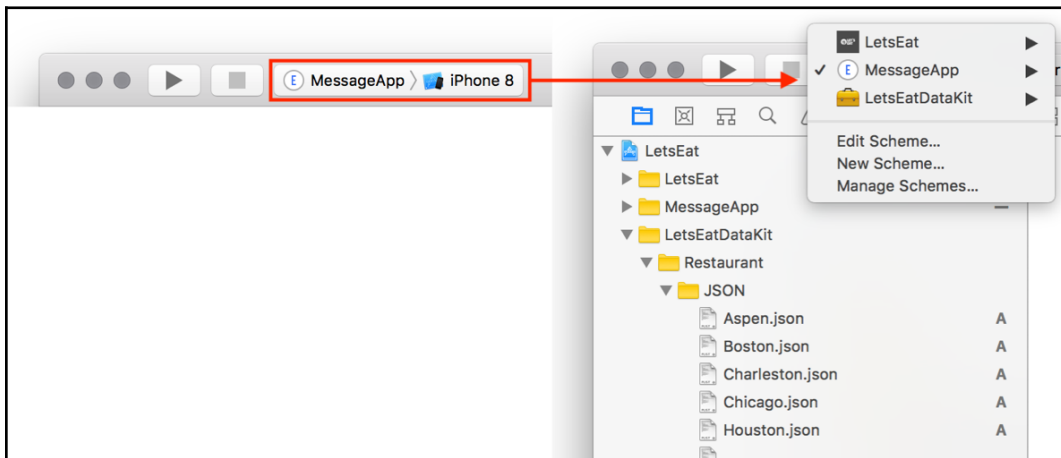 MessageApp
iPhone 8
LetsEat
MessageApp
LetsEatDataKit
Edit Scheme...
New Scheme...
Manage Schemes...
LetsEat
LetsEat
MessageApp
LetsEatDataKit
Restaurant
JSON
Aspen.json A
Boston.json A
Charleston.json A
Chicago.json A
Houston.json A